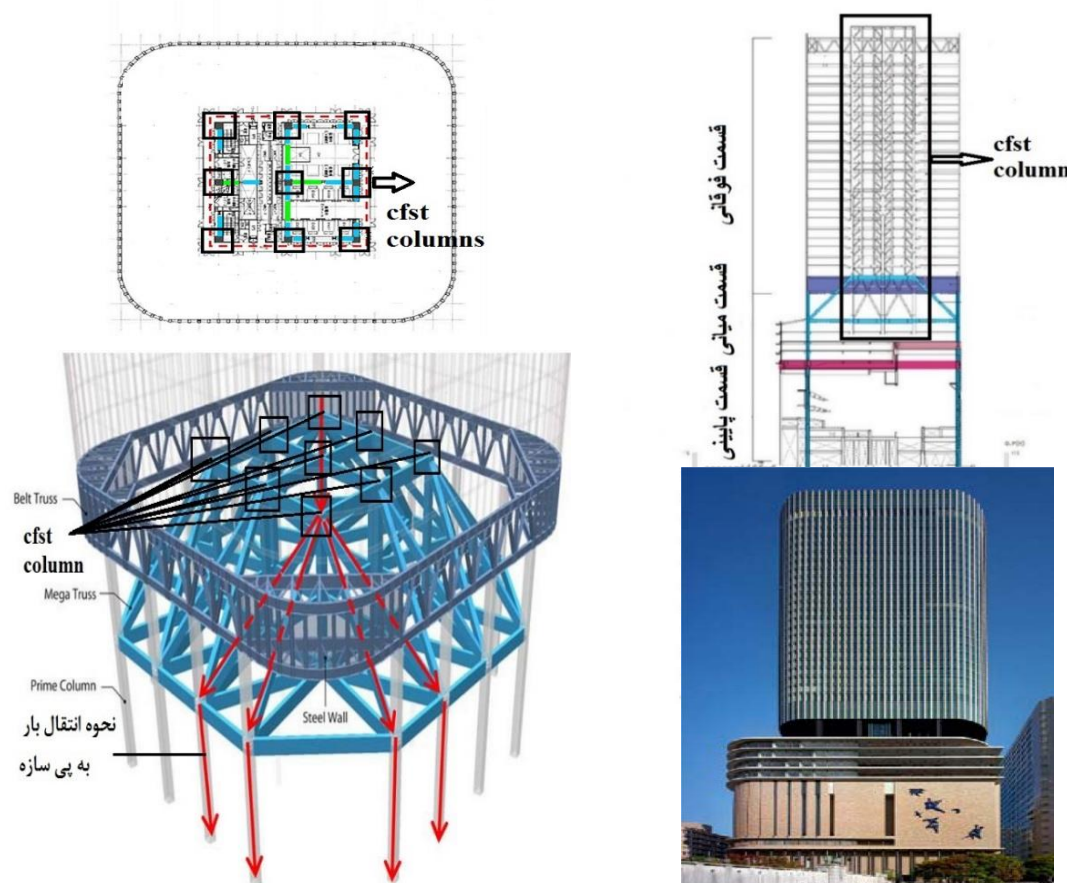 cfst
columns
cfst
column
قسمت فوقانی
قسمت میانی
قسمت پایینی
Belt Truss
cfst
column
Mega Truss
Prime Column
Steel Wall
نحوه انتقال بار
به پی سازه